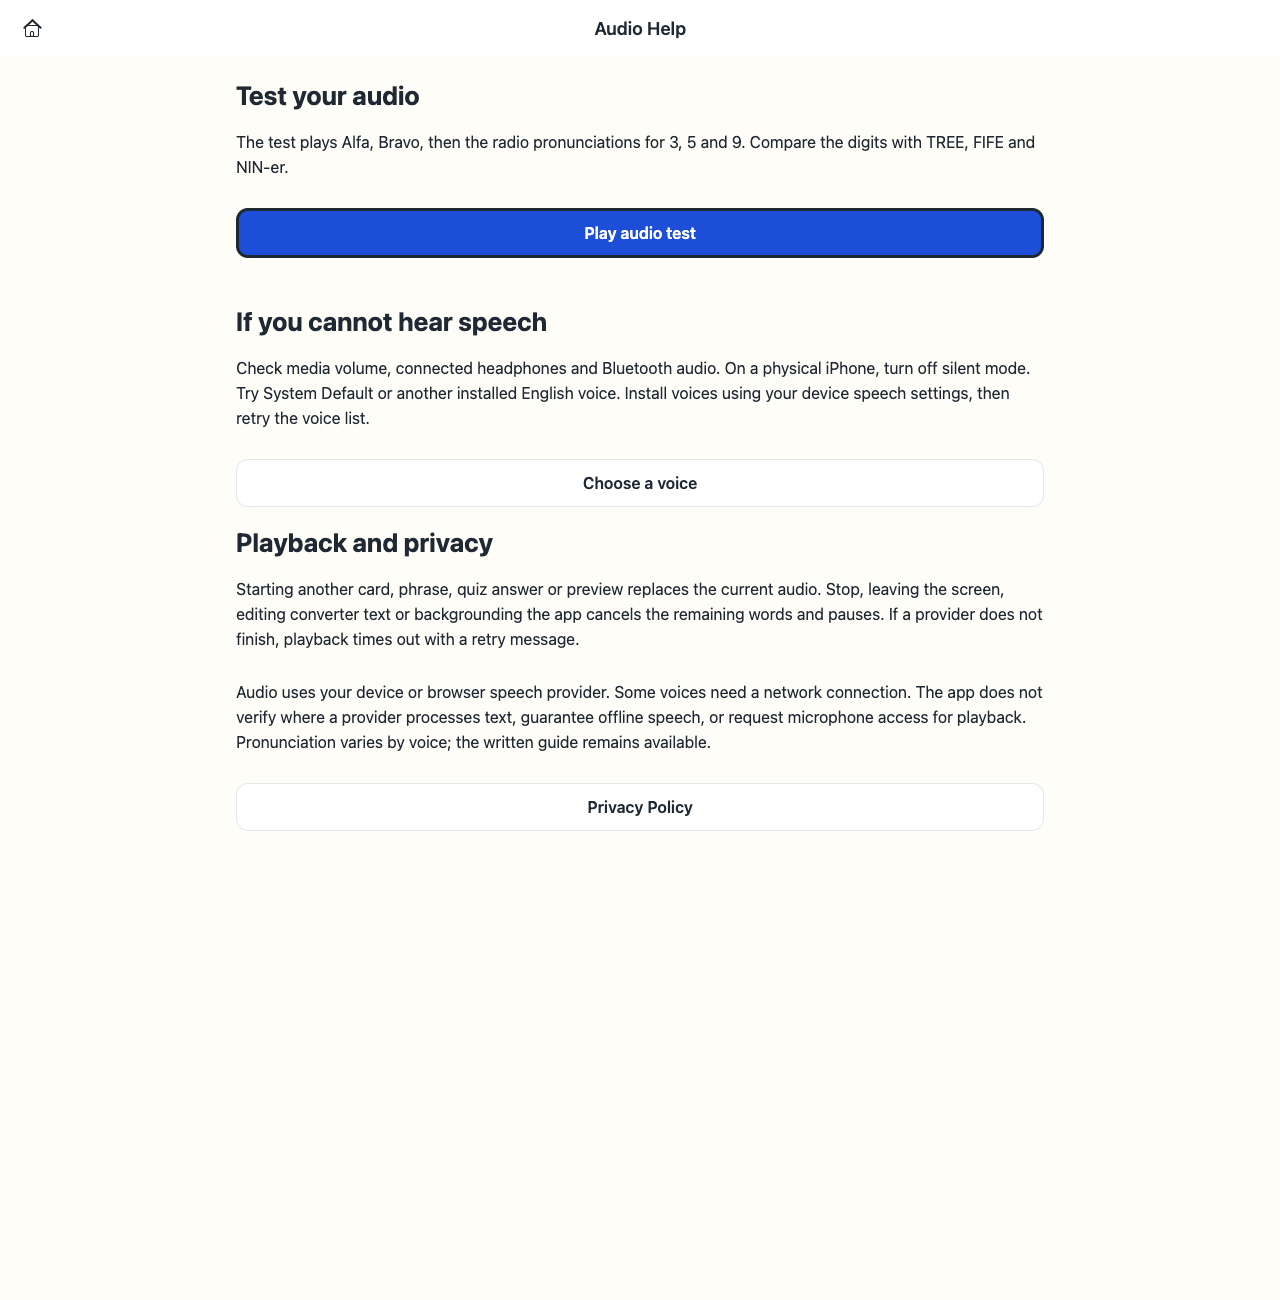 Audio Help
Test your audio
The test plays Alfa, Bravo, then the radio pronunciations for 3, 5 and 9. Compare the digits with TREE, FIFE and
NIN-er.
Play audio test
If you cannot hear speech
Check media volume, connected headphones and Bluetooth audio. On a physical iPhone, turn off silent mode.
Try System Default or another installed English voice. Install voices using your device speech settings, then
retry the voice list.
Choose a voice
Playback and privacy
Starting another card, phrase, quiz answer or preview replaces the current audio. Stop, leaving the screen,
editing converter text or backgrounding the app cancels the remaining words and pauses. If a provider does not
finish, playback times out with a retry message.
Audio uses your device or browser speech provider. Some voices need a network connection. The app does not
verify where a provider processes text, guarantee offline speech, or request microphone access for playback.
Pronunciation varies by voice; the written guide remains available.
Privacy Policy